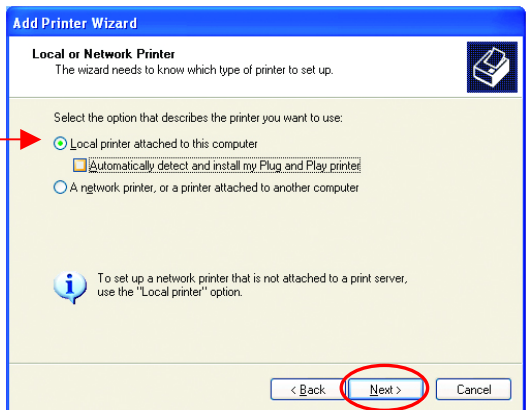 Add Printer Wizard
Local or Network Printer
The wizard needs to know which type of printer to set up.
Select the option that describes the printer you want to use:
Local printer attached to this computer
Automatically detect and install my Plug and Play printer
A network printer, or a printer attached to another computer
To set up a network printer that is not attached to a print server,
use the "Local printer" option.
< Back
Next >
Cancel